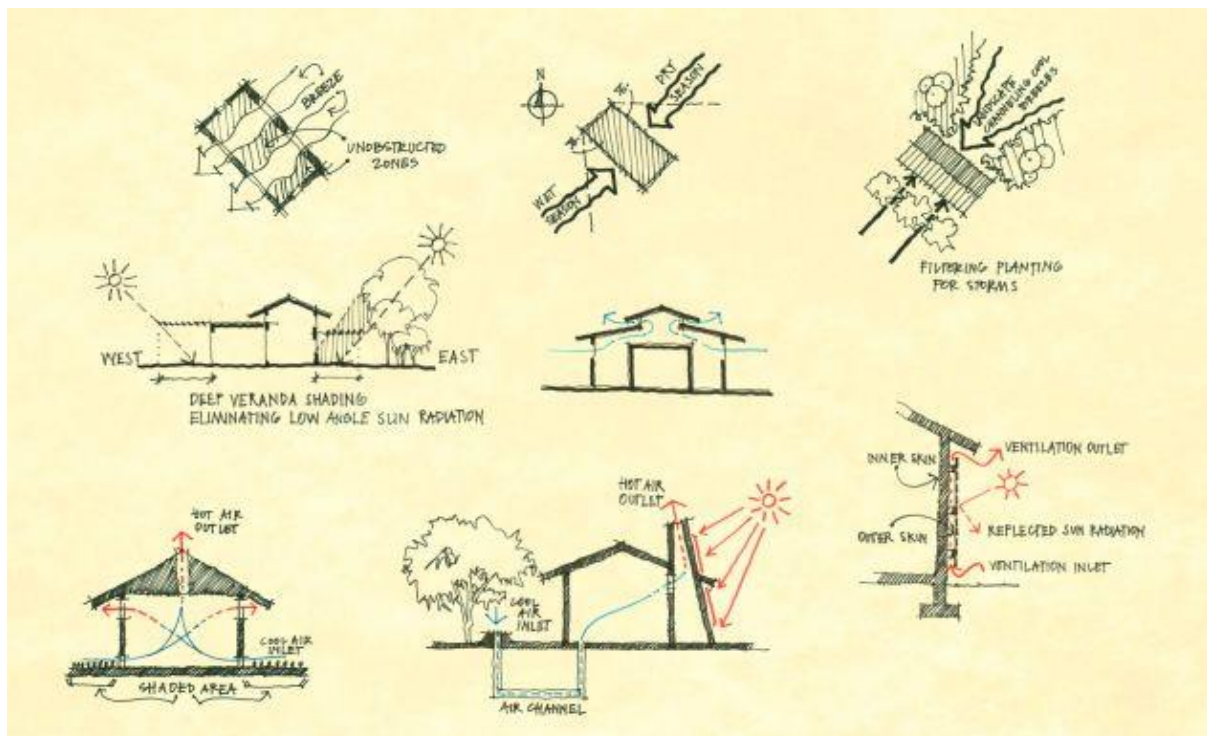 BREEZE
UNOBSTRUCTED
ZONES
N
DRY
SEASON
WET
SEASON
LANDSCAPE
CHANNELLING COOL
BREEZES
FILTERING PLANTING
FOR STORMS
WEST
EAST
DEEP VERANDA SHADING
ELIMINATING LOW ANGLE SUN RADIATION
HOT AIR
OUTLET
COOL AIR
INLET
SHADED AREA
HOT AIR
OUTLET
COOL
AIR
INLET
AIR CHANNEL
INNER SKIN
VENTILATION OUTLET
OUTER SKIN
REFLECTED SUN RADIATION
VENTILATION INLET